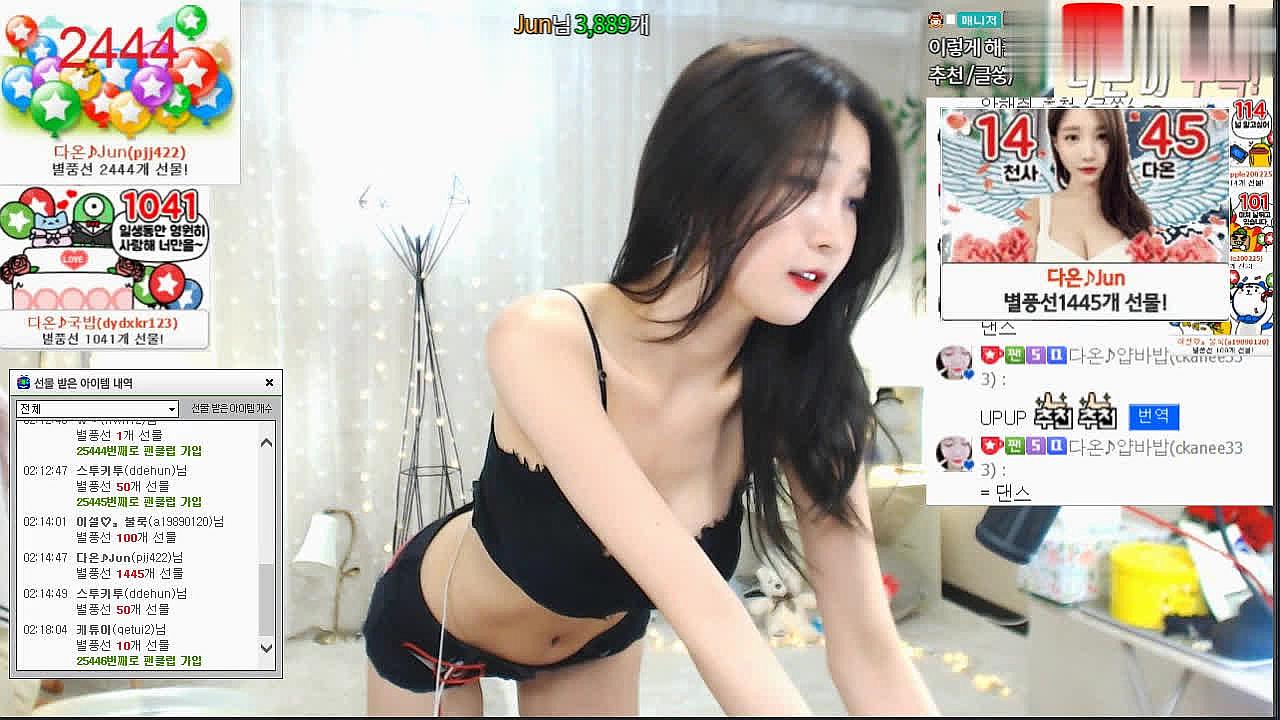 2444
다온♪Jun(pjj422)
별풍선 2444개 선물!
1041
일생동안 영원히
사랑해 너만을~
LOVE
다온♪국밥(dydxkr123)
별풍선 1041개 선물!
선물 받은 아이템 내역
전체
선물 받은 아이템 개수
별풍선 1개 선물
25444번째로 팬클럽 가입
02:12:47 스투키투(ddehun)님
별풍선 50개 선물
25445번째로 팬클럽 가입
02:14:01 이설♡。볼룩(a19890120)님
별풍선 100개 선물
02:14:47 다온♪Jun(pjj422)님
별풍선 1445개 선물
02:14:49 스투키투(ddehun)님
별풍선 50개 선물
02:18:04 케듀이(qetui2)님
별풍선 10개 선물
25446번째로 팬클럽 가입
Jun님 3,889개
매니저
이렇게해
추천/글쏭/
14 45
천사 다온
다온♪Jun
별풍선1445개 선물!
114
101
댄스
팬 5 다온♪얍바밥(ckanee33
3) :
UPUP 추천 추천 번역
팬 5 다온♪얍바밥(ckanee33
3) :
= 댄스